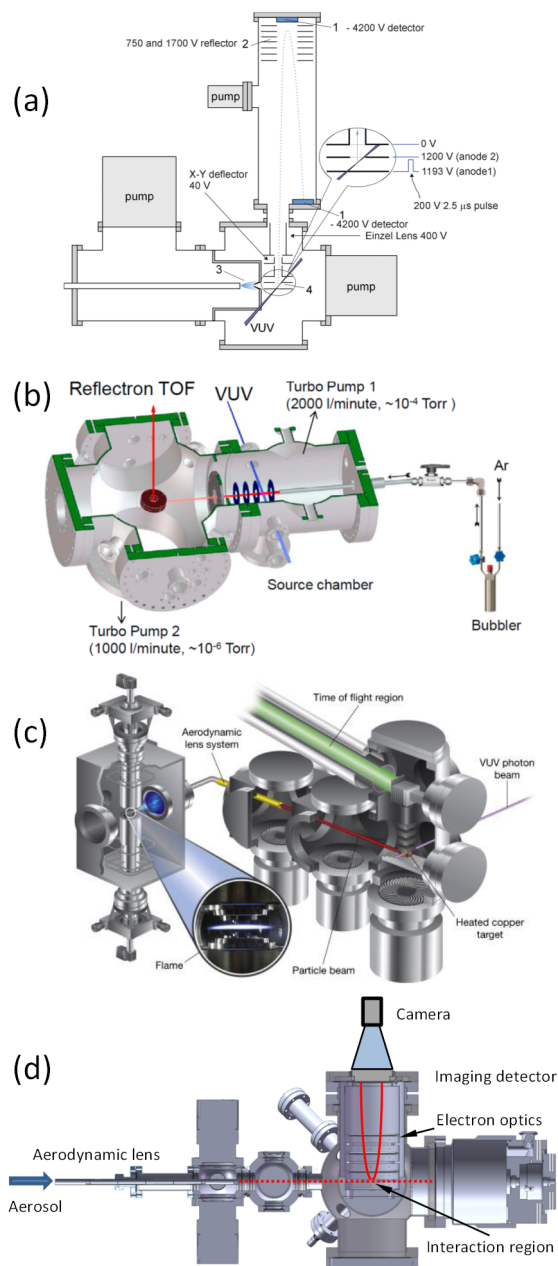 (a)
1
- 4200V detector
750 and 1700 V reflector
2
pump
pump
X-Y deflector
40 V
0 V
1200 V (anode 2)
1193 V (anode1)
200 V 2.5 μs pulse
1
- 4200V detector
Einzel Lens 400 V
3
4
pump
VUV
(b)
Reflectron TOF
VUV
Turbo Pump 1
(2000 l/minute, ~10⁻⁴ Torr )
Ar
Source chamber
Bubbler
Turbo Pump 2
(1000 l/minute, ~10⁻⁶ Torr)
(c)
Time of flight
region
Aerodynamic
lens system
VUV photon
beam
Flame
Particle beam
Heated copper
target
Camera
(d)
Imaging detector
Electron optics
Aerodynamic lens
Aerosol
Interaction region